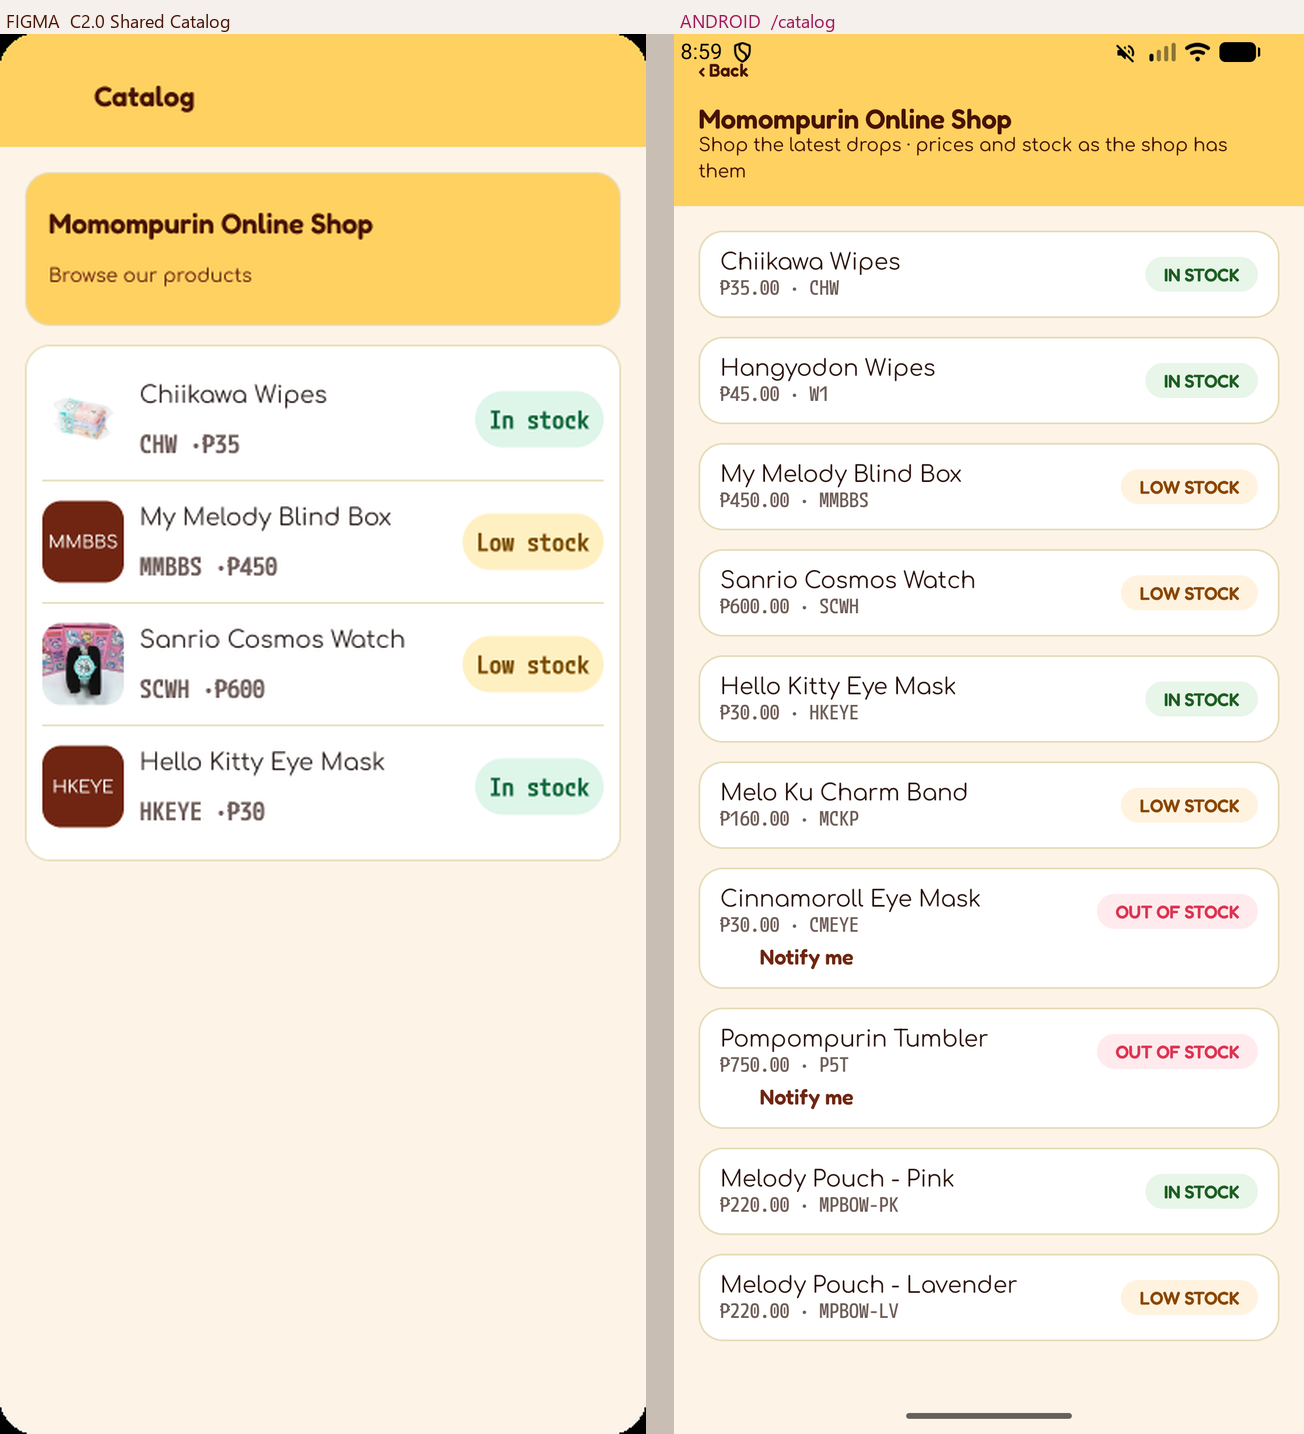 FIGMA C2.0 Shared Catalog
Catalog
Momompurin Online Shop
Browse our products
Chiikawa Wipes
CHW ·₱35
In stock
MMBBS
My Melody Blind Box
MMBBS ·₱450
Low stock
Sanrio Cosmos Watch
SCWH ·₱600
Low stock
HKEYE
Hello Kitty Eye Mask
HKEYE ·₱30
In stock
ANDROID /catalog
8:59
‹ Back
Momompurin Online Shop
Shop the latest drops · prices and stock as the shop has
them
Chiikawa Wipes
₱35.00 · CHW
IN STOCK
Hangyodon Wipes
₱45.00 · W1
IN STOCK
My Melody Blind Box
₱450.00 · MMBBS
LOW STOCK
Sanrio Cosmos Watch
₱600.00 · SCWH
LOW STOCK
Hello Kitty Eye Mask
₱30.00 · HKEYE
IN STOCK
Melo Ku Charm Band
₱160.00 · MCKP
LOW STOCK
Cinnamoroll Eye Mask
₱30.00 · CMEYE
OUT OF STOCK
Notify me
Pompompurin Tumbler
₱750.00 · P5T
OUT OF STOCK
Notify me
Melody Pouch - Pink
₱220.00 · MPBOW-PK
IN STOCK
Melody Pouch - Lavender
₱220.00 · MPBOW-LV
LOW STOCK